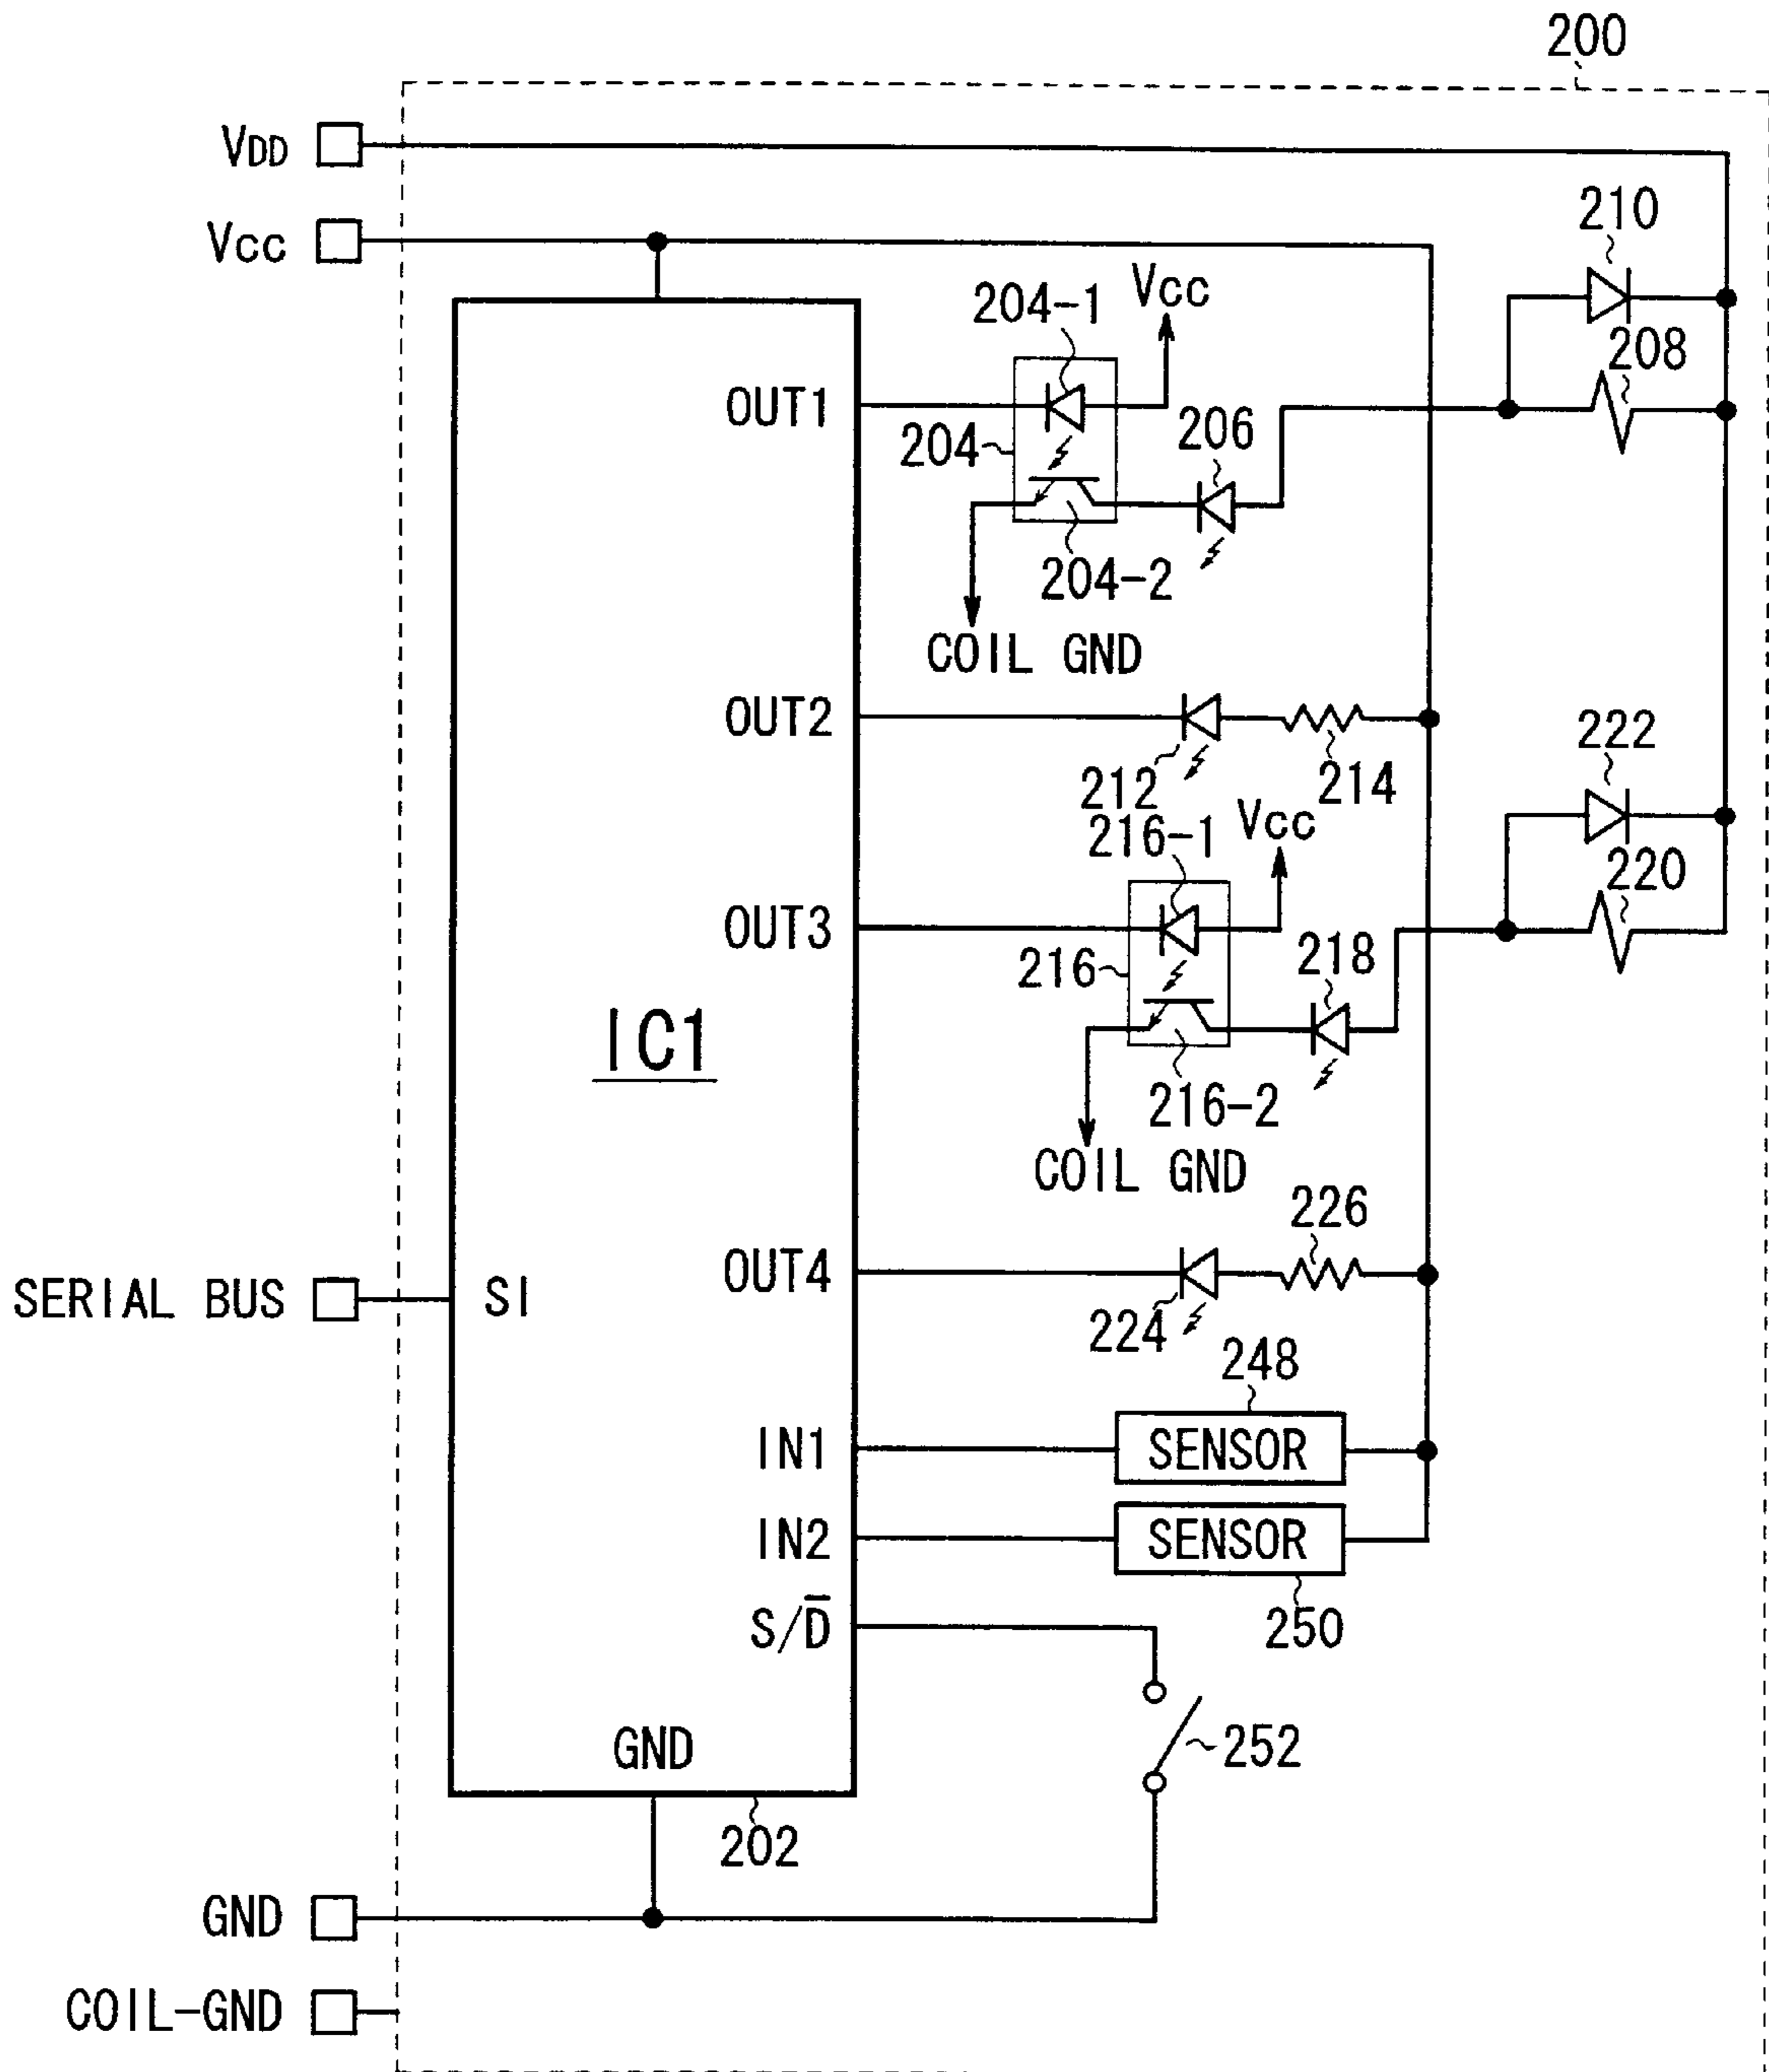 200
VDD
Vcc
210
204-1
Vcc
208
OUT1
204
206
204-2
COIL GND
OUT2
212
214
222
216-1
Vcc
220
OUT3
216
218
IC1
216-2
COIL GND
226
OUT4
SERIAL BUS
SI
224
248
IN1
SENSOR
IN2
SENSOR
250
S/D̅
252
GND
202
GND
COIL-GND